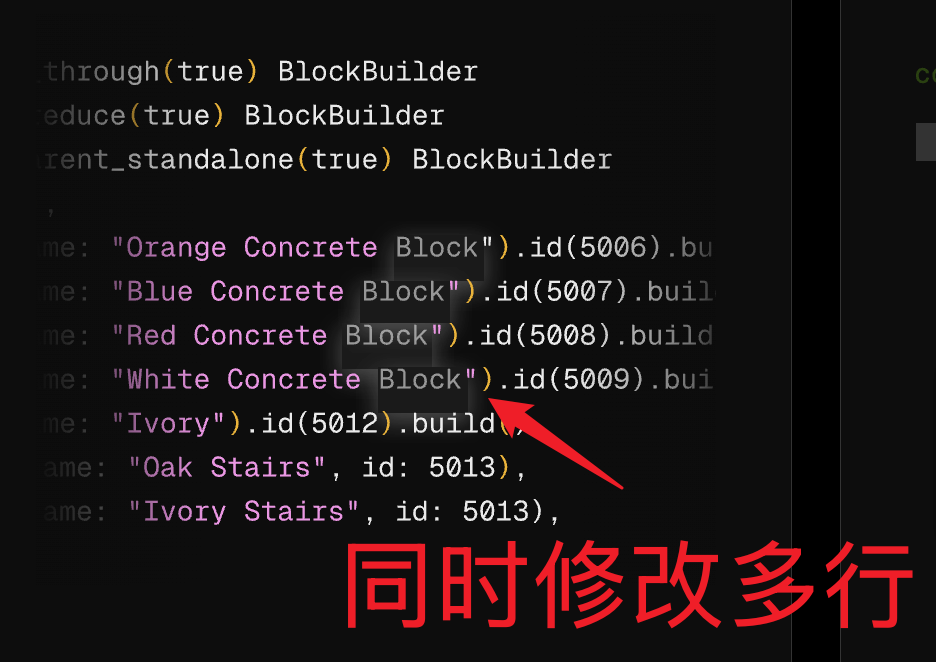 through(true) BlockBuilder
educe(true) BlockBuilder
rent_standalone(true) BlockBuilder
,
me: "Orange Concrete Block").id(5006).bu
me: "Blue Concrete Block").id(5007).buil
me: "Red Concrete Block").id(5008).build
me: "White Concrete Block").id(5009).bui
me: "Ivory").id(5012).build(),
ame: "Oak Stairs", id: 5013),
ame: "Ivory Stairs", id: 5013),
同时修改多行